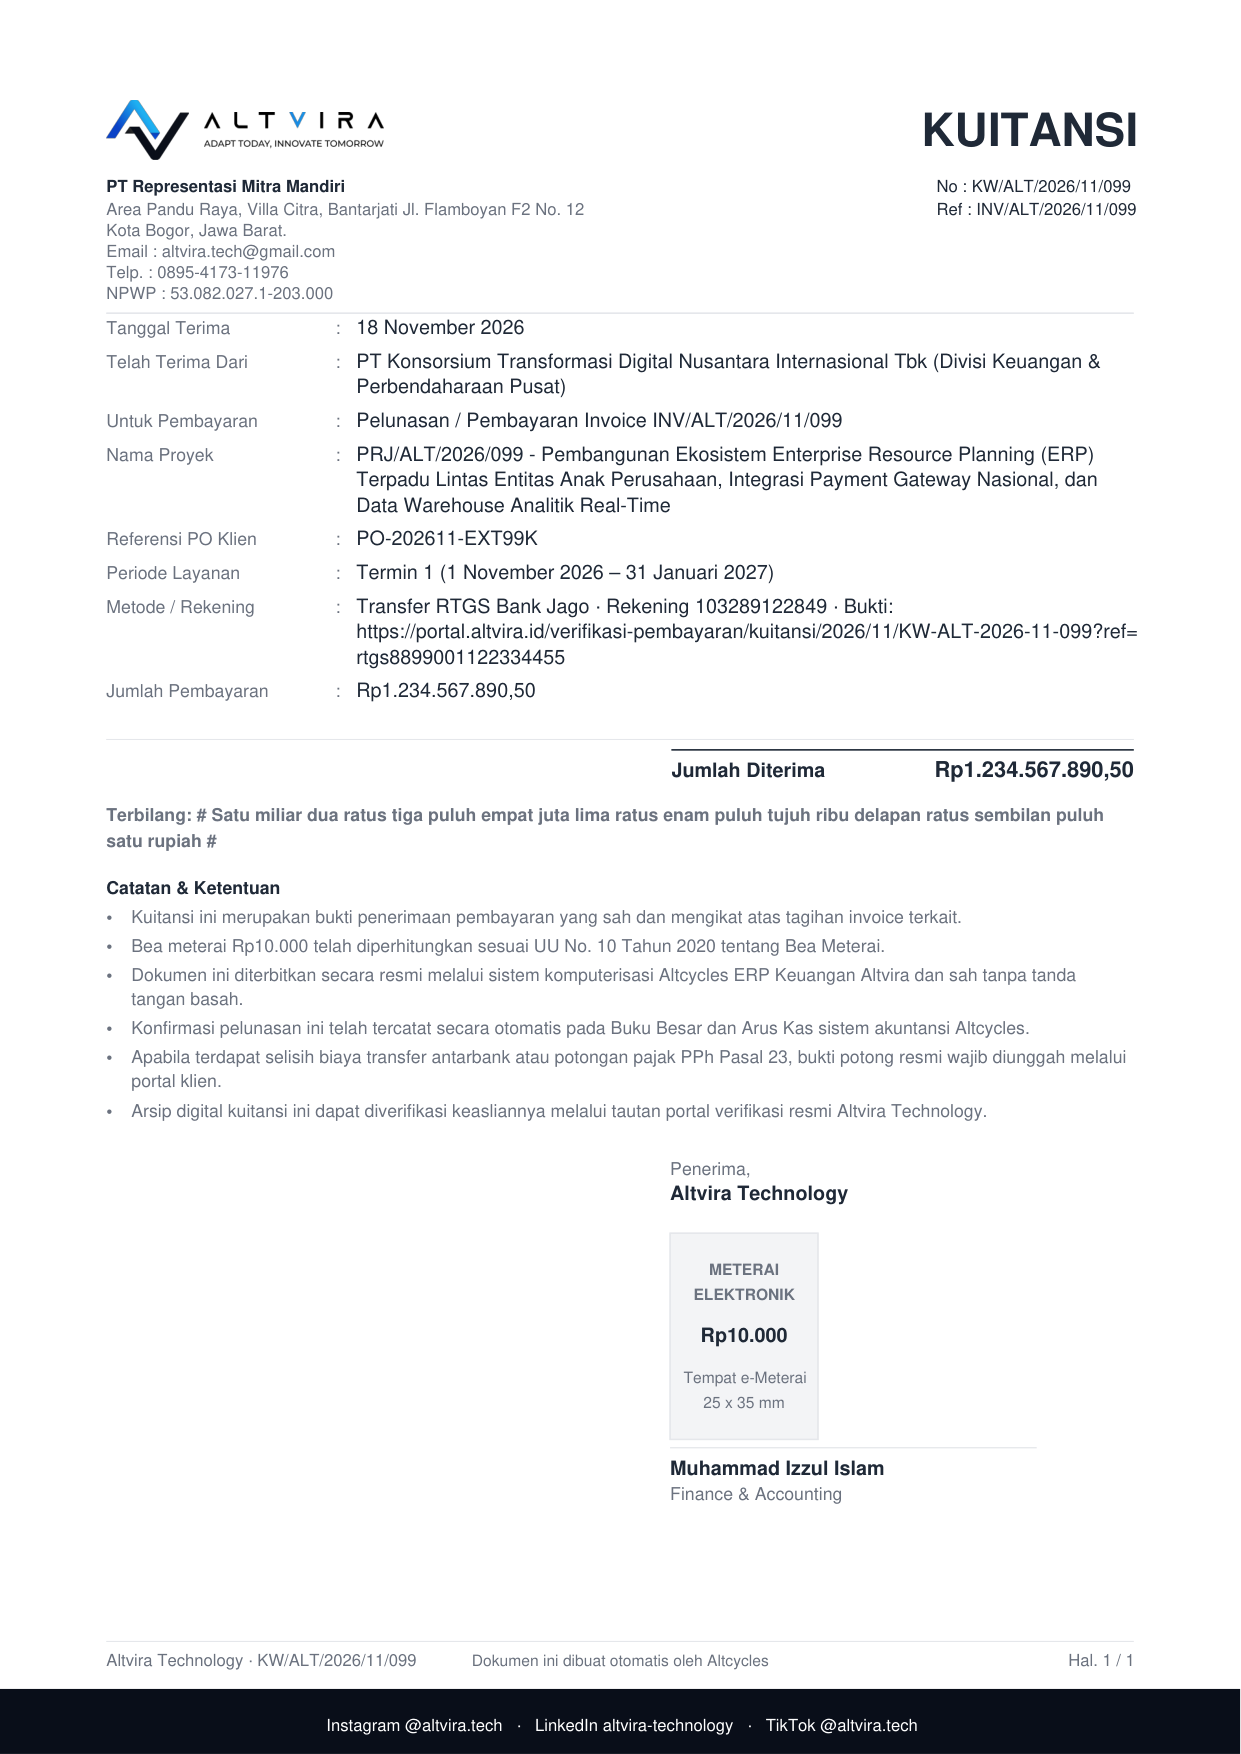 ALTVIRA
ADAPT TODAY, INNOVATE TOMORROW
KUITANSI
PT Representasi Mitra Mandiri
Area Pandu Raya, Villa Citra, Bantarjati Jl. Flamboyan F2 No. 12
Kota Bogor, Jawa Barat.
Email : altvira.tech@gmail.com
Telp. : 0895-4173-11976
NPWP : 53.082.027.1-203.000
No : KW/ALT/2026/11/099
Ref : INV/ALT/2026/11/099
Tanggal Terima : 18 November 2026
Telah Terima Dari : PT Konsorsium Transformasi Digital Nusantara Internasional Tbk (Divisi Keuangan &
Perbendaharaan Pusat)
Untuk Pembayaran : Pelunasan / Pembayaran Invoice INV/ALT/2026/11/099
Nama Proyek : PRJ/ALT/2026/099 - Pembangunan Ekosistem Enterprise Resource Planning (ERP)
Terpadu Lintas Entitas Anak Perusahaan, Integrasi Payment Gateway Nasional, dan
Data Warehouse Analitik Real-Time
Referensi PO Klien : PO-202611-EXT99K
Periode Layanan : Termin 1 (1 November 2026 – 31 Januari 2027)
Metode / Rekening : Transfer RTGS Bank Jago · Rekening 103289122849 · Bukti:
https://portal.altvira.id/verifikasi-pembayaran/kuitansi/2026/11/KW-ALT-2026-11-099?ref=
rtgs8899001122334455
Jumlah Pembayaran : Rp1.234.567.890,50
Jumlah Diterima Rp1.234.567.890,50
Terbilang: # Satu miliar dua ratus tiga puluh empat juta lima ratus enam puluh tujuh ribu delapan ratus sembilan puluh
satu rupiah #
Catatan & Ketentuan
• Kuitansi ini merupakan bukti penerimaan pembayaran yang sah dan mengikat atas tagihan invoice terkait.
• Bea meterai Rp10.000 telah diperhitungkan sesuai UU No. 10 Tahun 2020 tentang Bea Meterai.
• Dokumen ini diterbitkan secara resmi melalui sistem komputerisasi Altcycles ERP Keuangan Altvira dan sah tanpa tanda
tangan basah.
• Konfirmasi pelunasan ini telah tercatat secara otomatis pada Buku Besar dan Arus Kas sistem akuntansi Altcycles.
• Apabila terdapat selisih biaya transfer antarbank atau potongan pajak PPh Pasal 23, bukti potong resmi wajib diunggah melalui
portal klien.
• Arsip digital kuitansi ini dapat diverifikasi keasliannya melalui tautan portal verifikasi resmi Altvira Technology.
Penerima,
Altvira Technology
METERAI
ELEKTRONIK
Rp10.000
Tempat e-Meterai
25 x 35 mm
Muhammad Izzul Islam
Finance & Accounting
Altvira Technology · KW/ALT/2026/11/099 Dokumen ini dibuat otomatis oleh Altcycles Hal. 1 / 1
Instagram @altvira.tech · LinkedIn altvira-technology · TikTok @altvira.tech